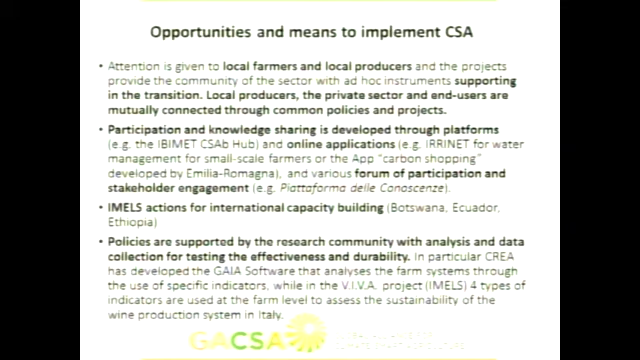 Opportunities and means to implement CSA
• Attention is given to local farmers and local producers and the projects
provide the community of the sector with ad hoc instruments supporting
in the transition. Local producers, the private sector and end-users are
mutually connected through common policies and projects.
• Participation and knowledge sharing is developed through platforms
(e.g. the IBIMET CSAb Hub) and online applications (e.g. IRRINET for water
management for small-scale farmers or the App "carbon shopping"
developed by Emilia-Romagna), and various forum of participation and
stakeholder engagement (e.g. Piattaforma delle Conoscenze).
• IMELS actions for international capacity building (Botswana, Ecuador,
Ethiopia)
• Policies are supported by the research community with analysis and data
collection for testing the effectiveness and durability. In particular CREA
has developed the GAIA Software that analyses the farm systems through
the use of specific indicators, while in the V.I.V.A. project (IMELS) 4 types of
indicators are used at the farm level to assess the sustainability of the
wine production system in Italy.
GACSA